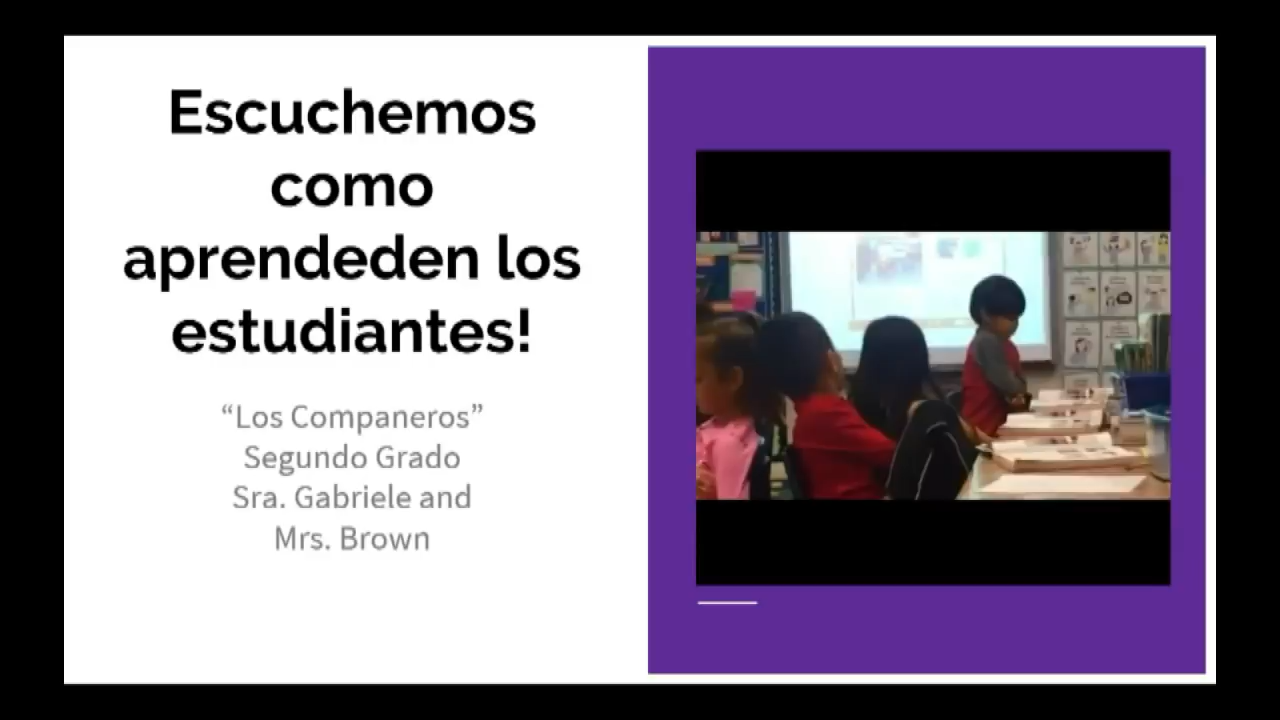 Escuchemos
como
aprendeden los
estudiantes!
“Los Companeros”
Segundo Grado
Sra. Gabriele and
Mrs. Brown